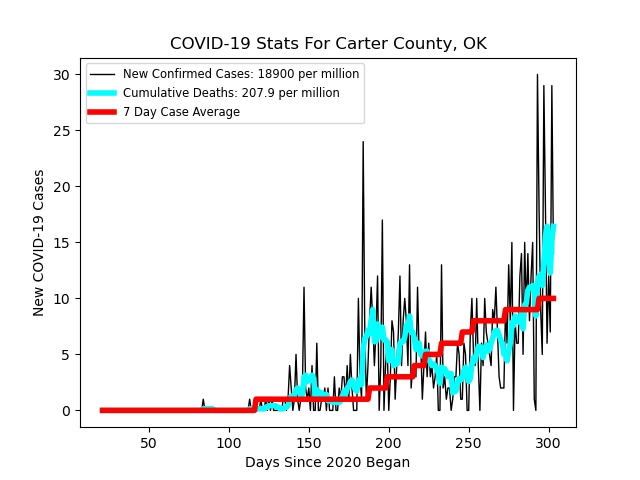 COVID-19 Stats For Carter County, OK
New Confirmed Cases: 18900 per million
Cumulative Deaths: 207.9 per million
7 Day Case Average
New COVID-19 Cases
30
25
20
15
10
5
0
50 100 150 200 250 300
Days Since 2020 Began